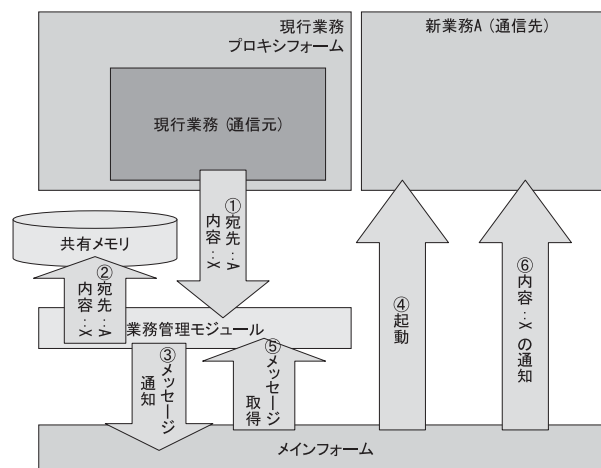 現行業務
プロキシフォーム
現行業務（通信元）
新業務A（通信先）
①宛先：A
内容：X
共有メモリ
②宛先：A
内容：X
業務管理モジュール
③メッセージ
通知
⑤メッセージ
取得
④起動
⑥内容：Xの通知
メインフォーム